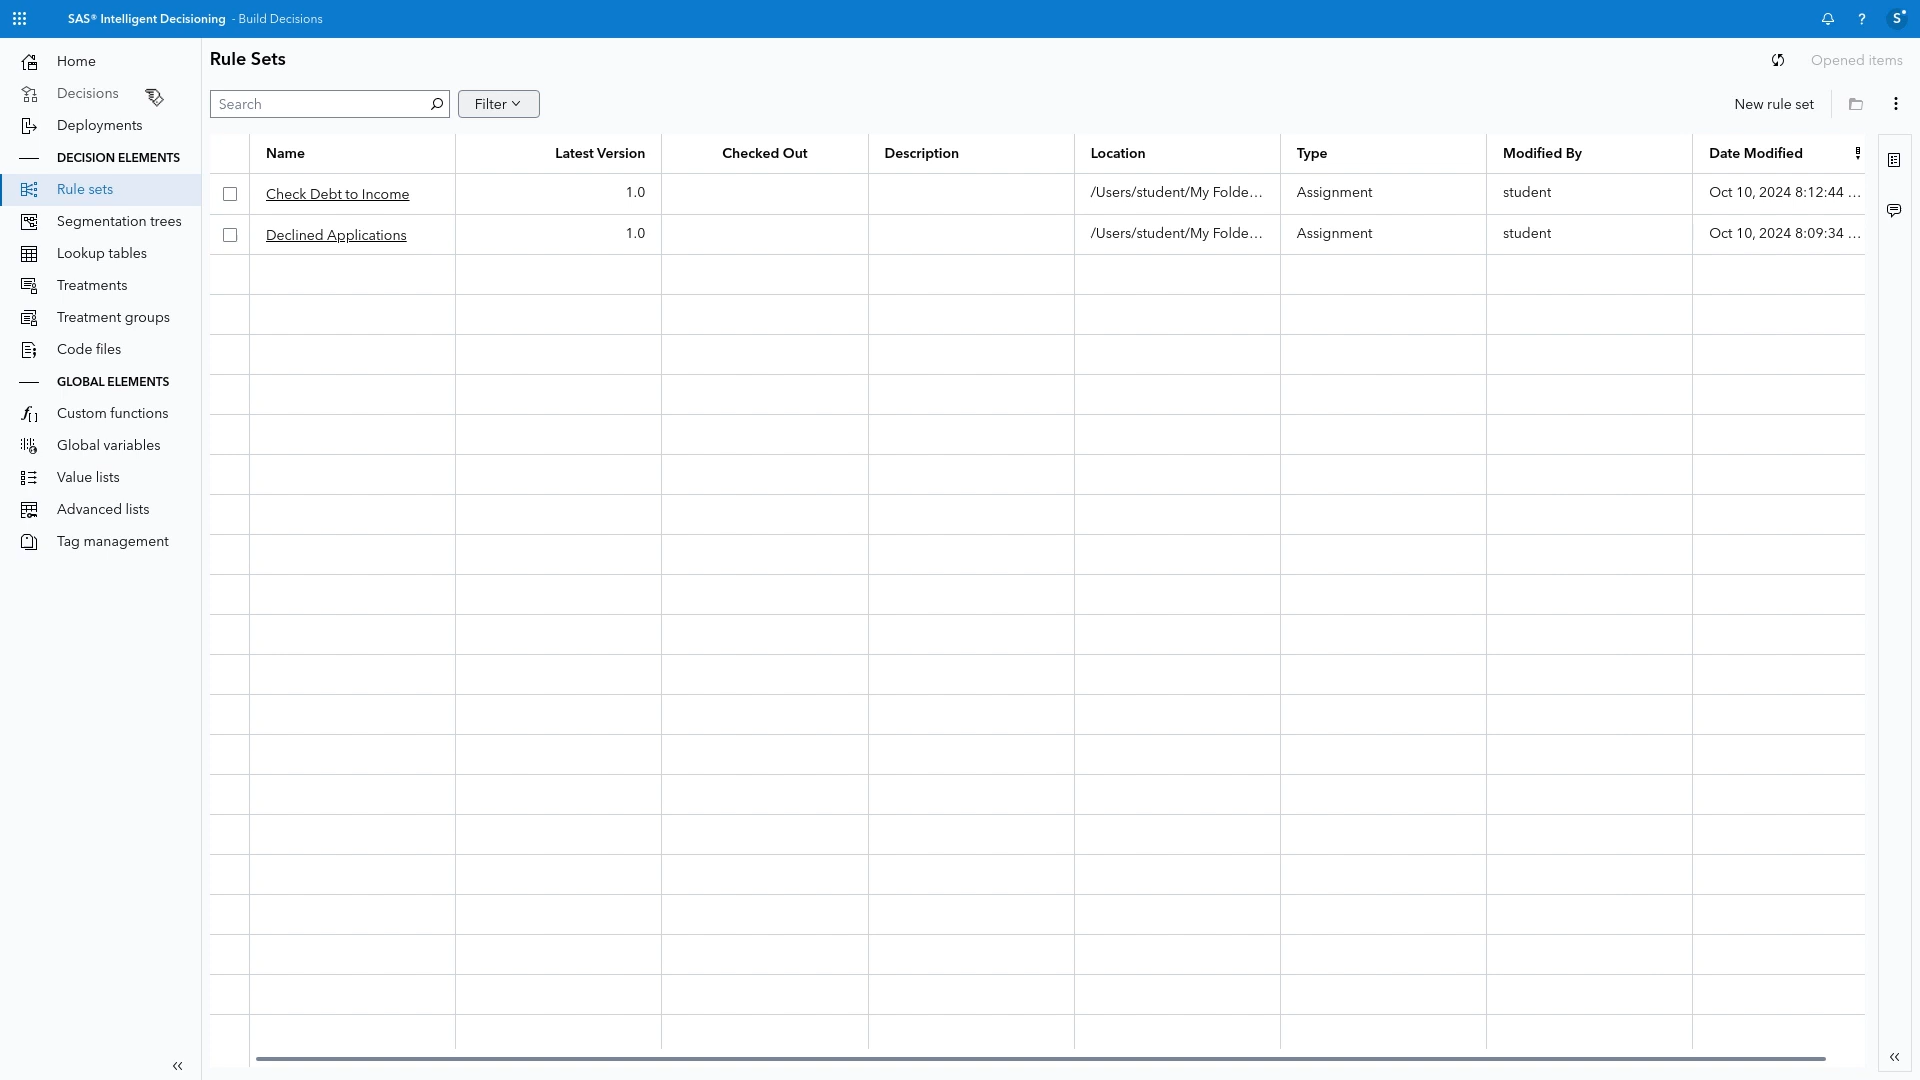 SAS® Intelligent Decisioning - Build Decisions
S
Home
Decisions
Deployments
DECISION ELEMENTS
Rule sets
Segmentation trees
Lookup tables
Treatments
Treatment groups
Code files
GLOBAL ELEMENTS
Custom functions
Global variables
Value lists
Advanced lists
Tag management
Rule Sets
Opened items
Search
Filter
New rule set
Name Latest Version Checked Out Description Location Type Modified By Date Modified
Check Debt to Income 1.0 /Users/student/My Folde... Assignment student Oct 10, 2024 8:12:44 ...
Declined Applications 1.0 /Users/student/My Folde... Assignment student Oct 10, 2024 8:09:34 ...